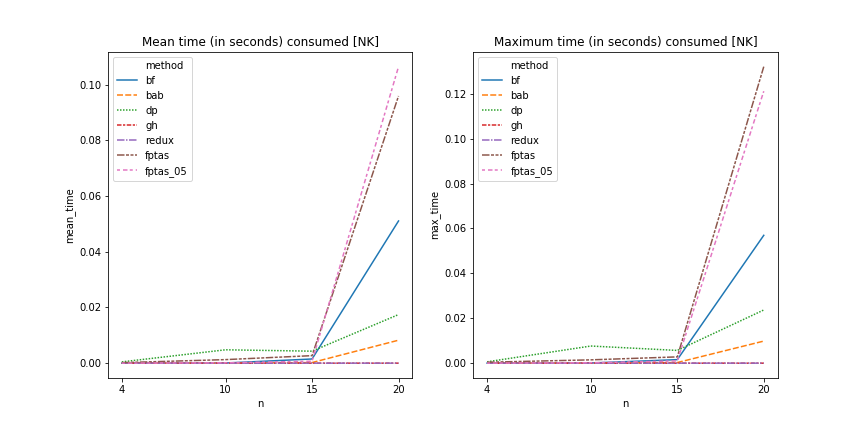 Mean time (in seconds) consumed [NK]
mean_time
0.10
0.08
0.06
0.04
0.02
0.00
method
bf
bab
dp
gh
redux
fptas
fptas_05
4
10
15
20
n
Maximum time (in seconds) consumed [NK]
max_time
0.12
0.10
0.08
0.06
0.04
0.02
0.00
method
bf
bab
dp
gh
redux
fptas
fptas_05
4
10
15
20
n